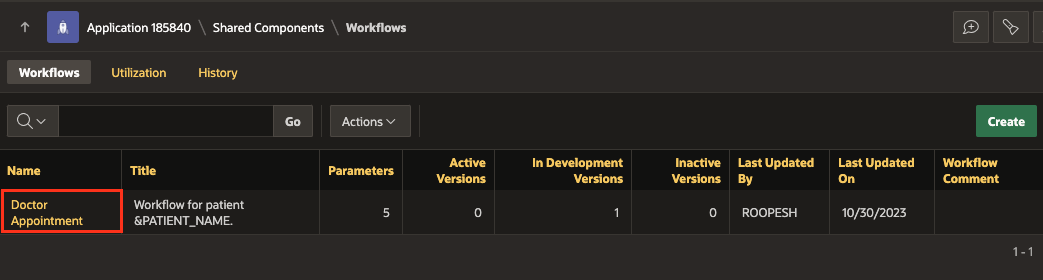 Application 185840 \ Shared Components \ Workflows
Workflows Utilization History
Go Actions Create
Name Title Parameters Active Versions In Development Versions Inactive Versions Last Updated By Last Updated On Workflow Comment
Doctor Appointment Workflow for patient &PATIENT_NAME. 5 0 1 0 ROOPESH 10/30/2023
1 - 1